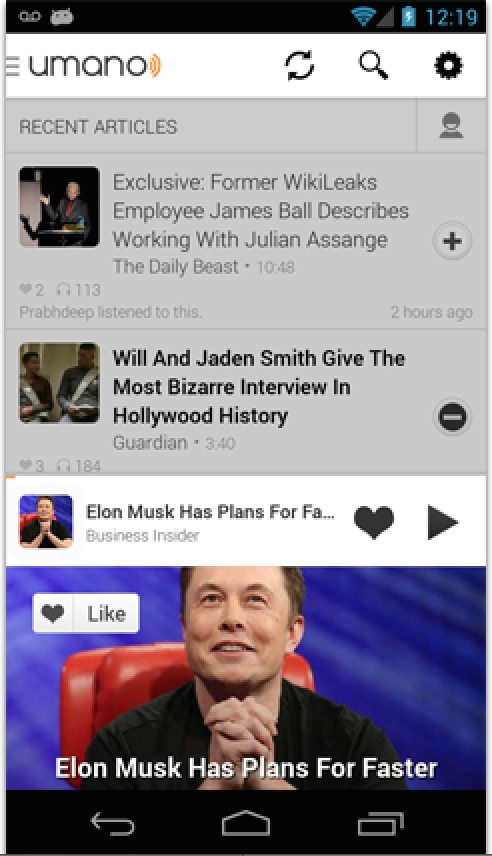 12:19
umano
RECENT ARTICLES
Exclusive: Former WikiLeaks
Employee James Ball Describes
Working With Julian Assange
The Daily Beast • 10:48
2 113
Prabhdeep listened to this. 2 hours ago
Will And Jaden Smith Give The
Most Bizarre Interview In
Hollywood History
Guardian • 3:40
3 184
Elon Musk Has Plans For Fa...
Business Insider
Like
Elon Musk Has Plans For Faster